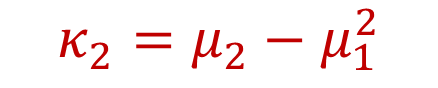 κ₂ = μ₂ − μ₁²